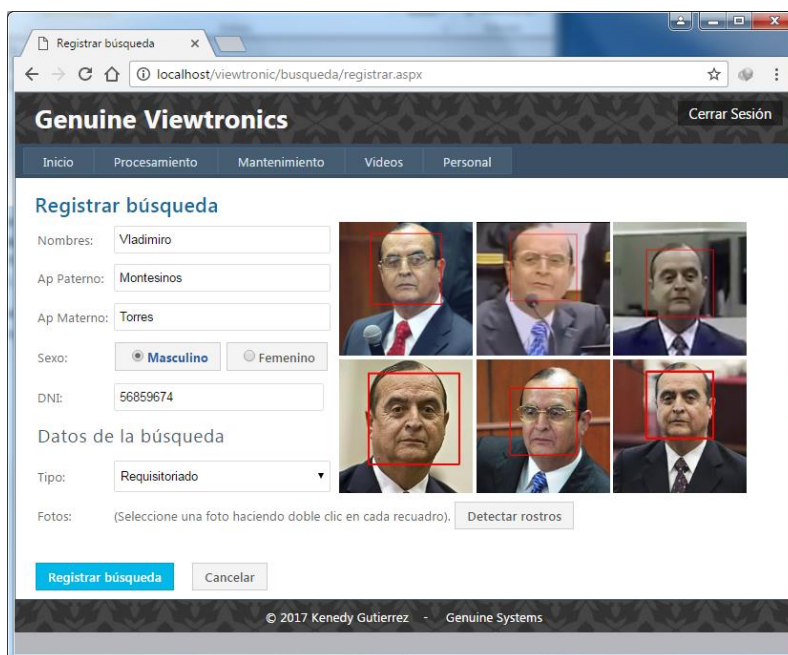 Registrar búsqueda
localhost/viewtronic/busqueda/registrar.aspx
Genuine Viewtronics
Cerrar Sesión
Inicio Procesamiento Mantenimiento Videos Personal
Registrar búsqueda
Nombres: Vladimiro
Ap Paterno: Montesinos
Ap Materno: Torres
Sexo: Masculino Femenino
DNI: 56859674
Datos de la búsqueda
Tipo: Requisitoriado
Fotos: (Seleccione una foto haciendo doble clic en cada recuadro). Detectar rostros
Registrar búsqueda Cancelar
© 2017 Kenedy Gutierrez - Genuine Systems